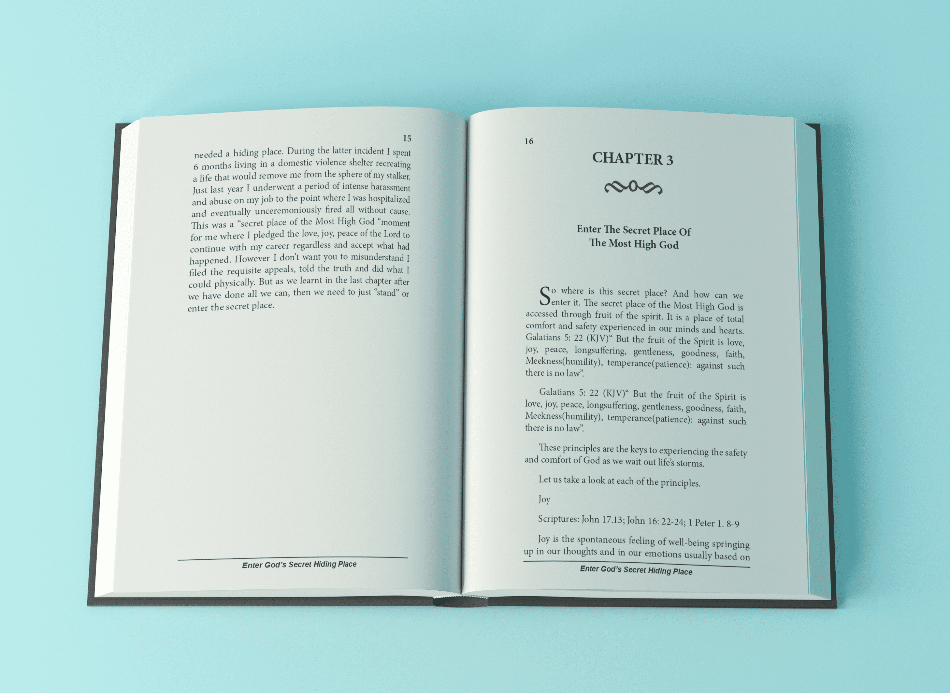 15
needed a hiding place. During the latter incident I spent
6 months living in a domestic violence shelter recreating
a life that would remove me from the sphere of my stalker.
Just last year I underwent a period of intense harassment
and abuse on my job to the point where I was hospitalized
and eventually unceremoniously fired all without cause.
This was a "secret place of the Most High God "moment
for me where I pledged the love, joy, peace of the Lord to
continue with my career regardless and accept what had
happened. However I don't want you to misunderstand I
filed the requisite appeals, told the truth and did what I
could physically. But as we learnt in the last chapter after
we have done all we can, then we need to just "stand" or
enter the secret place.
Enter God's Secret Hiding Place
16
CHAPTER 3
Enter The Secret Place Of
The Most High God
So where is this secret place? And how can we
enter it. The secret place of the Most High God is
accessed through fruit of the spirit. It is a place of total
comfort and safety experienced in our minds and hearts.
Galatians 5: 22 (KJV)" But the fruit of the Spirit is love,
joy, peace, longsuffering, gentleness, goodness, faith,
Meekness(humility), temperance(patience): against such
there is no law".
Galatians 5: 22 (KJV)" But the fruit of the Spirit is
love, joy, peace, longsuffering, gentleness, goodness, faith,
Meekness(humility), temperance(patience): against such
there is no law".
These principles are the keys to experiencing the safety
and comfort of God as we wait out life's storms.
Let us take a look at each of the principles.
Joy
Scriptures: John 17.13; John 16: 22-24; 1 Peter 1. 8-9
Joy is the spontaneous feeling of well-being springing
up in our thoughts and in our emotions usually based on
Enter God's Secret Hiding Place